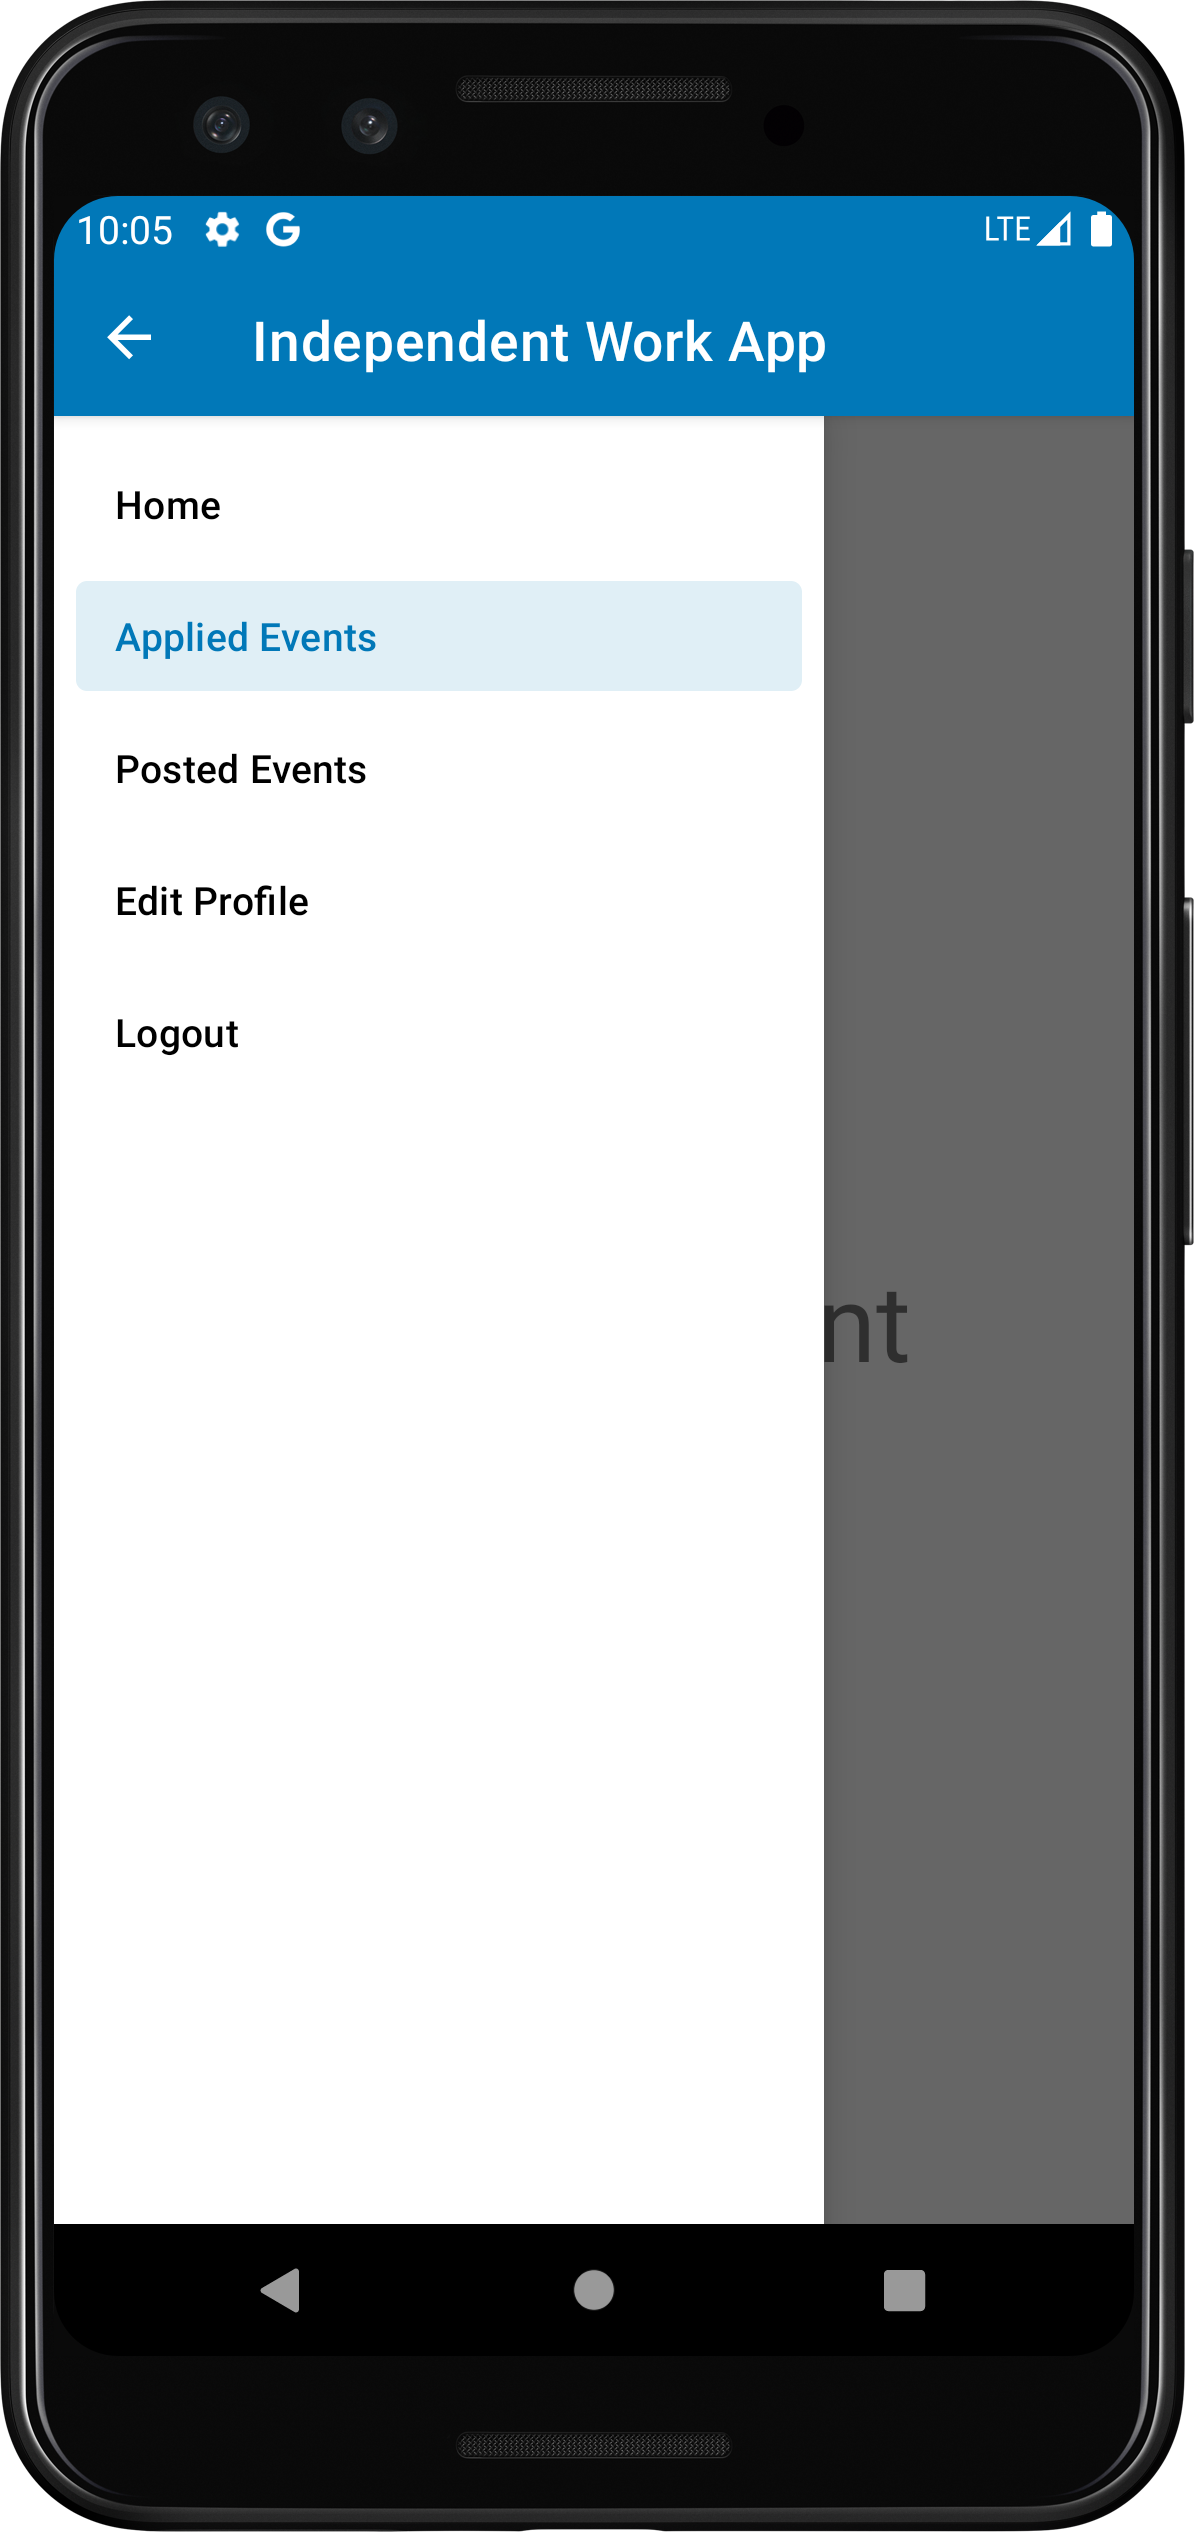 10:05 G LTE
Independent Work App
Home
Applied Events
Posted Events
Edit Profile
Logout
nt